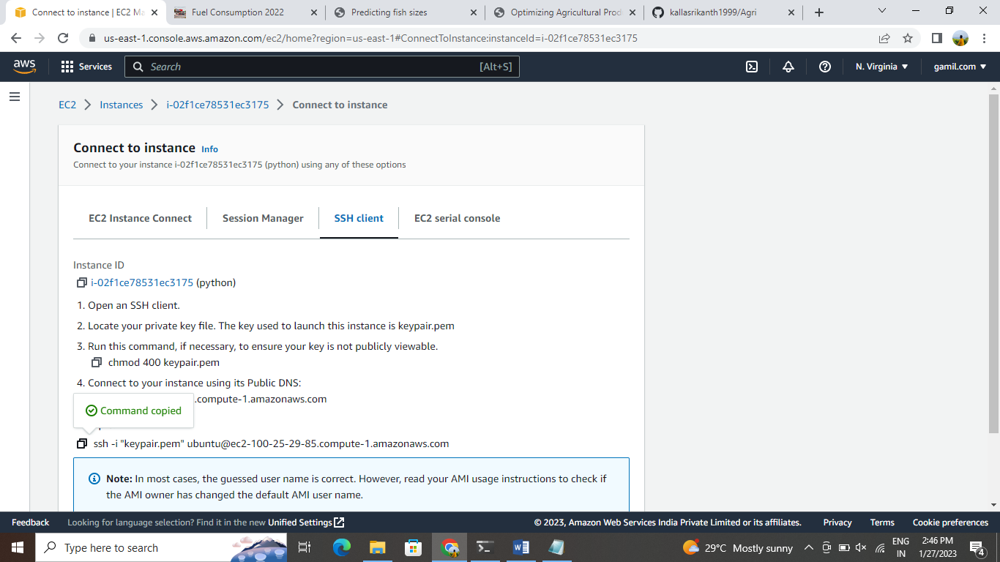 Connect to instance | EC2 Ma
Fuel Consumption 2022
Predicting fish sizes
Optimizing Agricultural Prod
kallasrikanth1999/Agri
us-east-1.console.aws.amazon.com/ec2/home?region=us-east-1#ConnectToInstance:instanceId=i-02f1ce78531ec3175
aws
Services
Search
[Alt+S]
N. Virginia
gamil.com
EC2
Instances
i-02f1ce78531ec3175
Connect to instance
Connect to instance Info
Connect to your instance i-02f1ce78531ec3175 (python) using any of these options
EC2 Instance Connect
Session Manager
SSH client
EC2 serial console
Instance ID
i-02f1ce78531ec3175 (python)
1. Open an SSH client.
2. Locate your private key file. The key used to launch this instance is keypair.pem
3. Run this command, if necessary, to ensure your key is not publicly viewable.
chmod 400 keypair.pem
4. Connect to your instance using its Public DNS:
.compute-1.amazonaws.com
Command copied
ssh -i "keypair.pem" ubuntu@ec2-100-25-29-85.compute-1.amazonaws.com
Note: In most cases, the guessed user name is correct. However, read your AMI usage instructions to check if
the AMI owner has changed the default AMI user name.
Feedback
Looking for language selection? Find it in the new Unified Settings
© 2023, Amazon Web Services India Private Limited or its affiliates.
Privacy
Terms
Cookie preferences
Type here to search
29°C Mostly sunny
ENG
IN
2:46 PM
1/27/2023
4